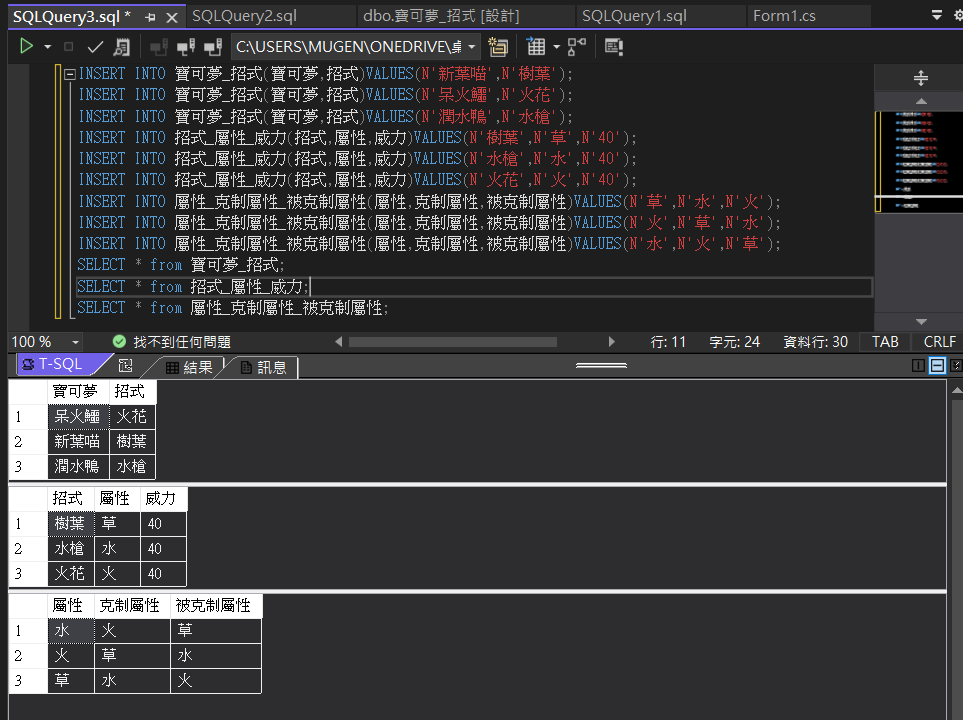 SQLQuery3.sql * SQLQuery2.sql dbo.寶可夢_招式 [設計] SQLQuery1.sql Form1.cs
C:\USERS\MUGEN\ONEDRIVE\桌
INSERT INTO 寶可夢_招式(寶可夢,招式)VALUES(N'新葉喵',N'樹葉');
INSERT INTO 寶可夢_招式(寶可夢,招式)VALUES(N'呆火鱷',N'火花');
INSERT INTO 寶可夢_招式(寶可夢,招式)VALUES(N'潤水鴨',N'水槍');
INSERT INTO 招式_屬性_威力(招式,屬性,威力)VALUES(N'樹葉',N'草',N'40');
INSERT INTO 招式_屬性_威力(招式,屬性,威力)VALUES(N'水槍',N'水',N'40');
INSERT INTO 招式_屬性_威力(招式,屬性,威力)VALUES(N'火花',N'火',N'40');
INSERT INTO 屬性_克制屬性_被克制屬性(屬性,克制屬性,被克制屬性)VALUES(N'草',N'水',N'火');
INSERT INTO 屬性_克制屬性_被克制屬性(屬性,克制屬性,被克制屬性)VALUES(N'火',N'草',N'水');
INSERT INTO 屬性_克制屬性_被克制屬性(屬性,克制屬性,被克制屬性)VALUES(N'水',N'火',N'草');
SELECT * from 寶可夢_招式;
SELECT * from 招式_屬性_威力;
SELECT * from 屬性_克制屬性_被克制屬性;
100 % 找不到任何問題 行: 11 字元: 24 資料行: 30 TAB CRLF
T-SQL 結果 訊息
寶可夢 招式
1 呆火鱷 火花
2 新葉喵 樹葉
3 潤水鴨 水槍
招式 屬性 威力
1 樹葉 草 40
2 水槍 水 40
3 火花 火 40
屬性 克制屬性 被克制屬性
1 水 火 草
2 火 草 水
3 草 水 火